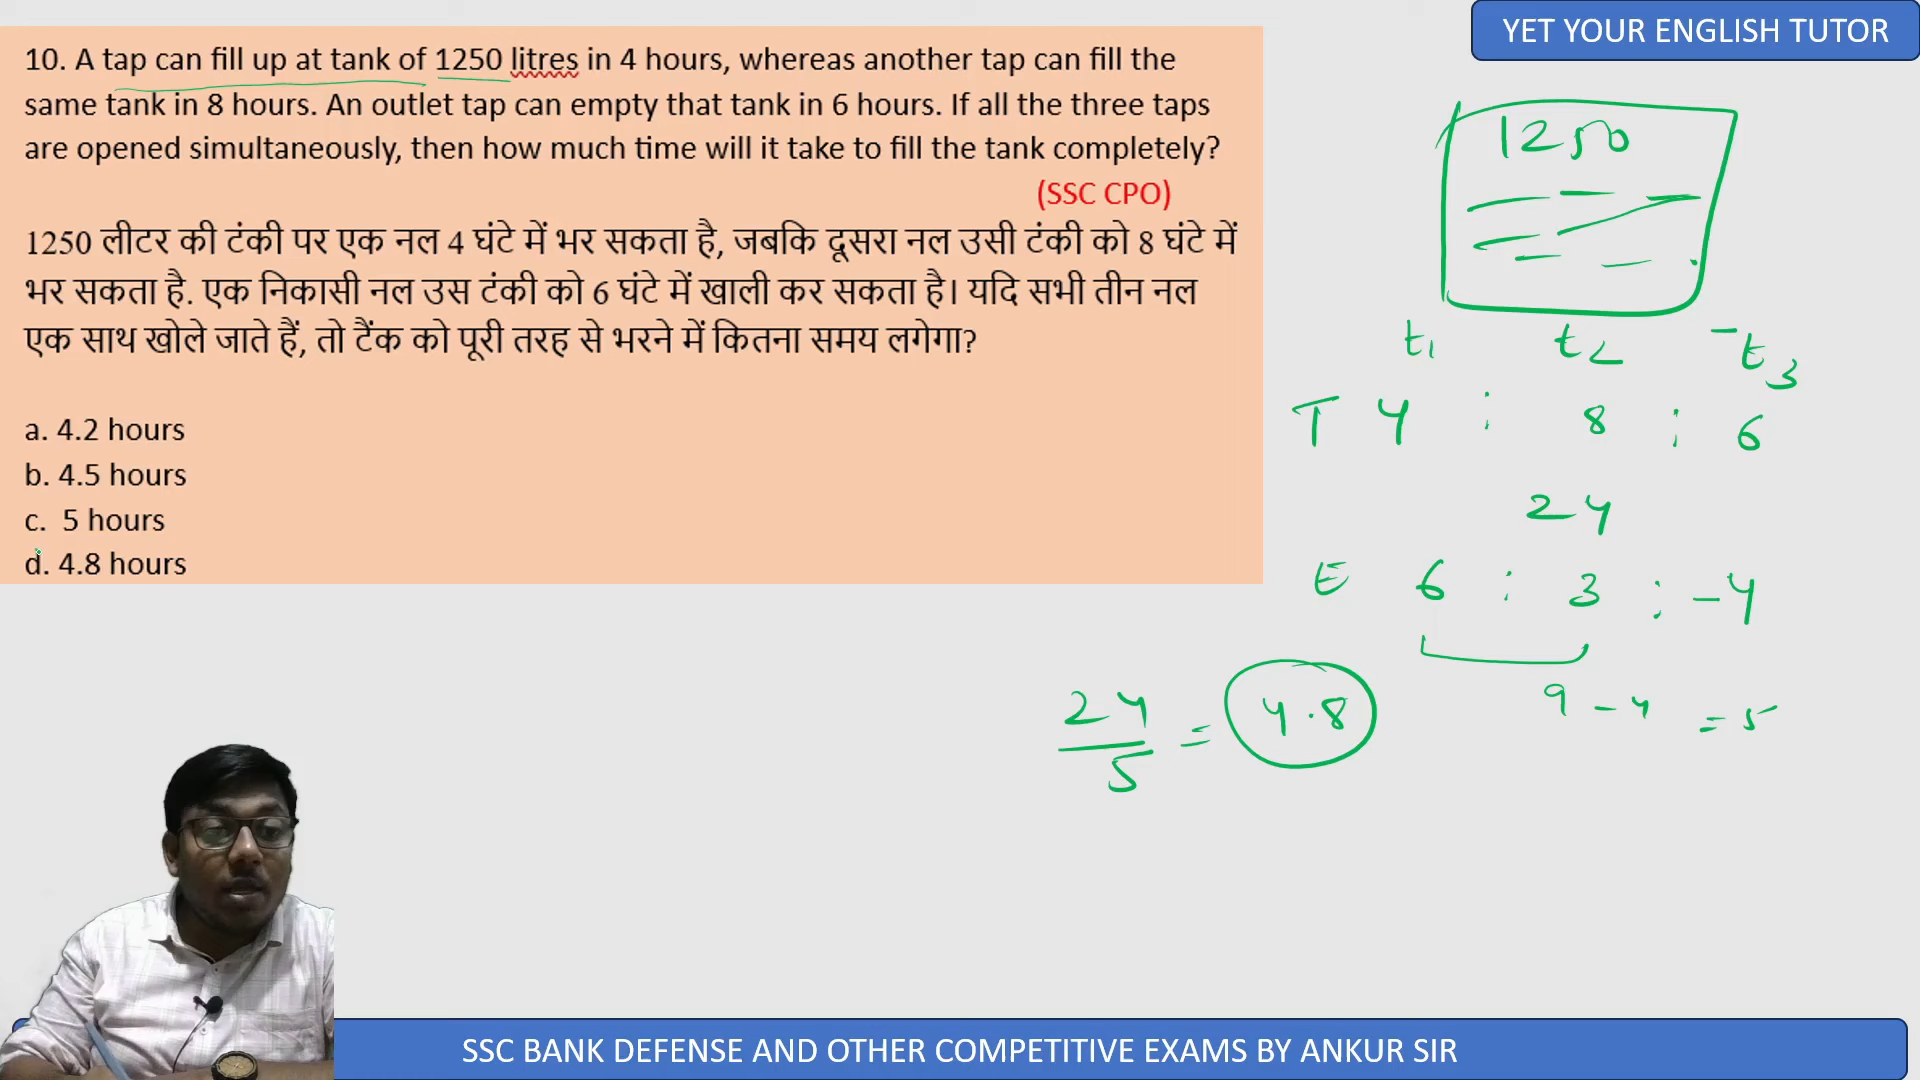 YET YOUR ENGLISH TUTOR
10. A tap can fill up at tank of 1250 litres in 4 hours, whereas another tap can fill the
same tank in 8 hours. An outlet tap can empty that tank in 6 hours. If all the three taps
are opened simultaneously, then how much time will it take to fill the tank completely?
(SSC CPO)
1250 लीटर की टंकी पर एक नल 4 घंटे में भर सकता है, जबकि दूसरा नल उसी टंकी को 8 घंटे में
भर सकता है. एक निकासी नल उस टंकी को 6 घंटे में खाली कर सकता है। यदि सभी तीन नल
एक साथ खोले जाते हैं, तो टैंक को पूरी तरह से भरने में कितना समय लगेगा?
a. 4.2 hours
b. 4.5 hours
c. 5 hours
d. 4.8 hours
1250
t1 t2 -t3
T 4 : 8 : 6
24
E 6 : 3 : -4
9 - 4 = 5
24/5 = 4.8
SSC BANK DEFENSE AND OTHER COMPETITIVE EXAMS BY ANKUR SIR